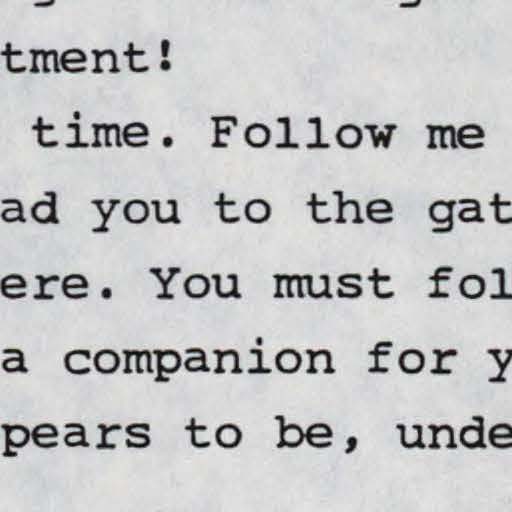 tment!
time. Follow me
ad you to the gat
ere. You must fol
a companion for y
pears to be, unde